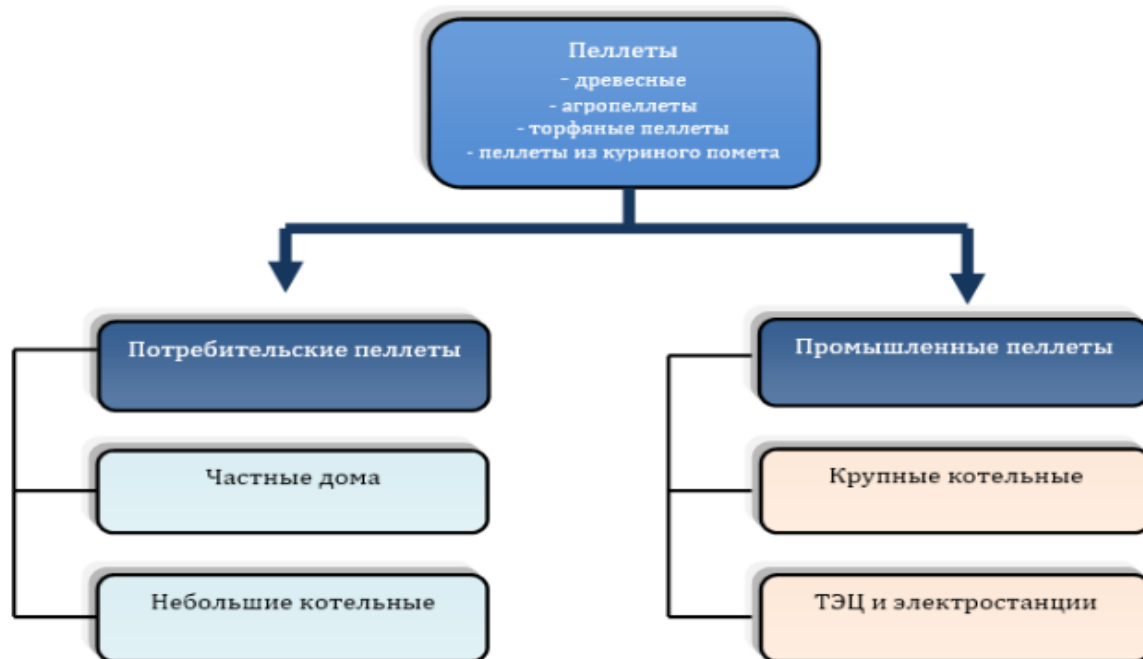 Пеллеты
- древесные
- агропеллеты
- торфяные пеллеты
- пеллеты из куриного помета
Потребительские пеллеты
Промышленные пеллеты
Частные дома
Крупные котельные
Небольшие котельные
ТЭЦ и электростанции